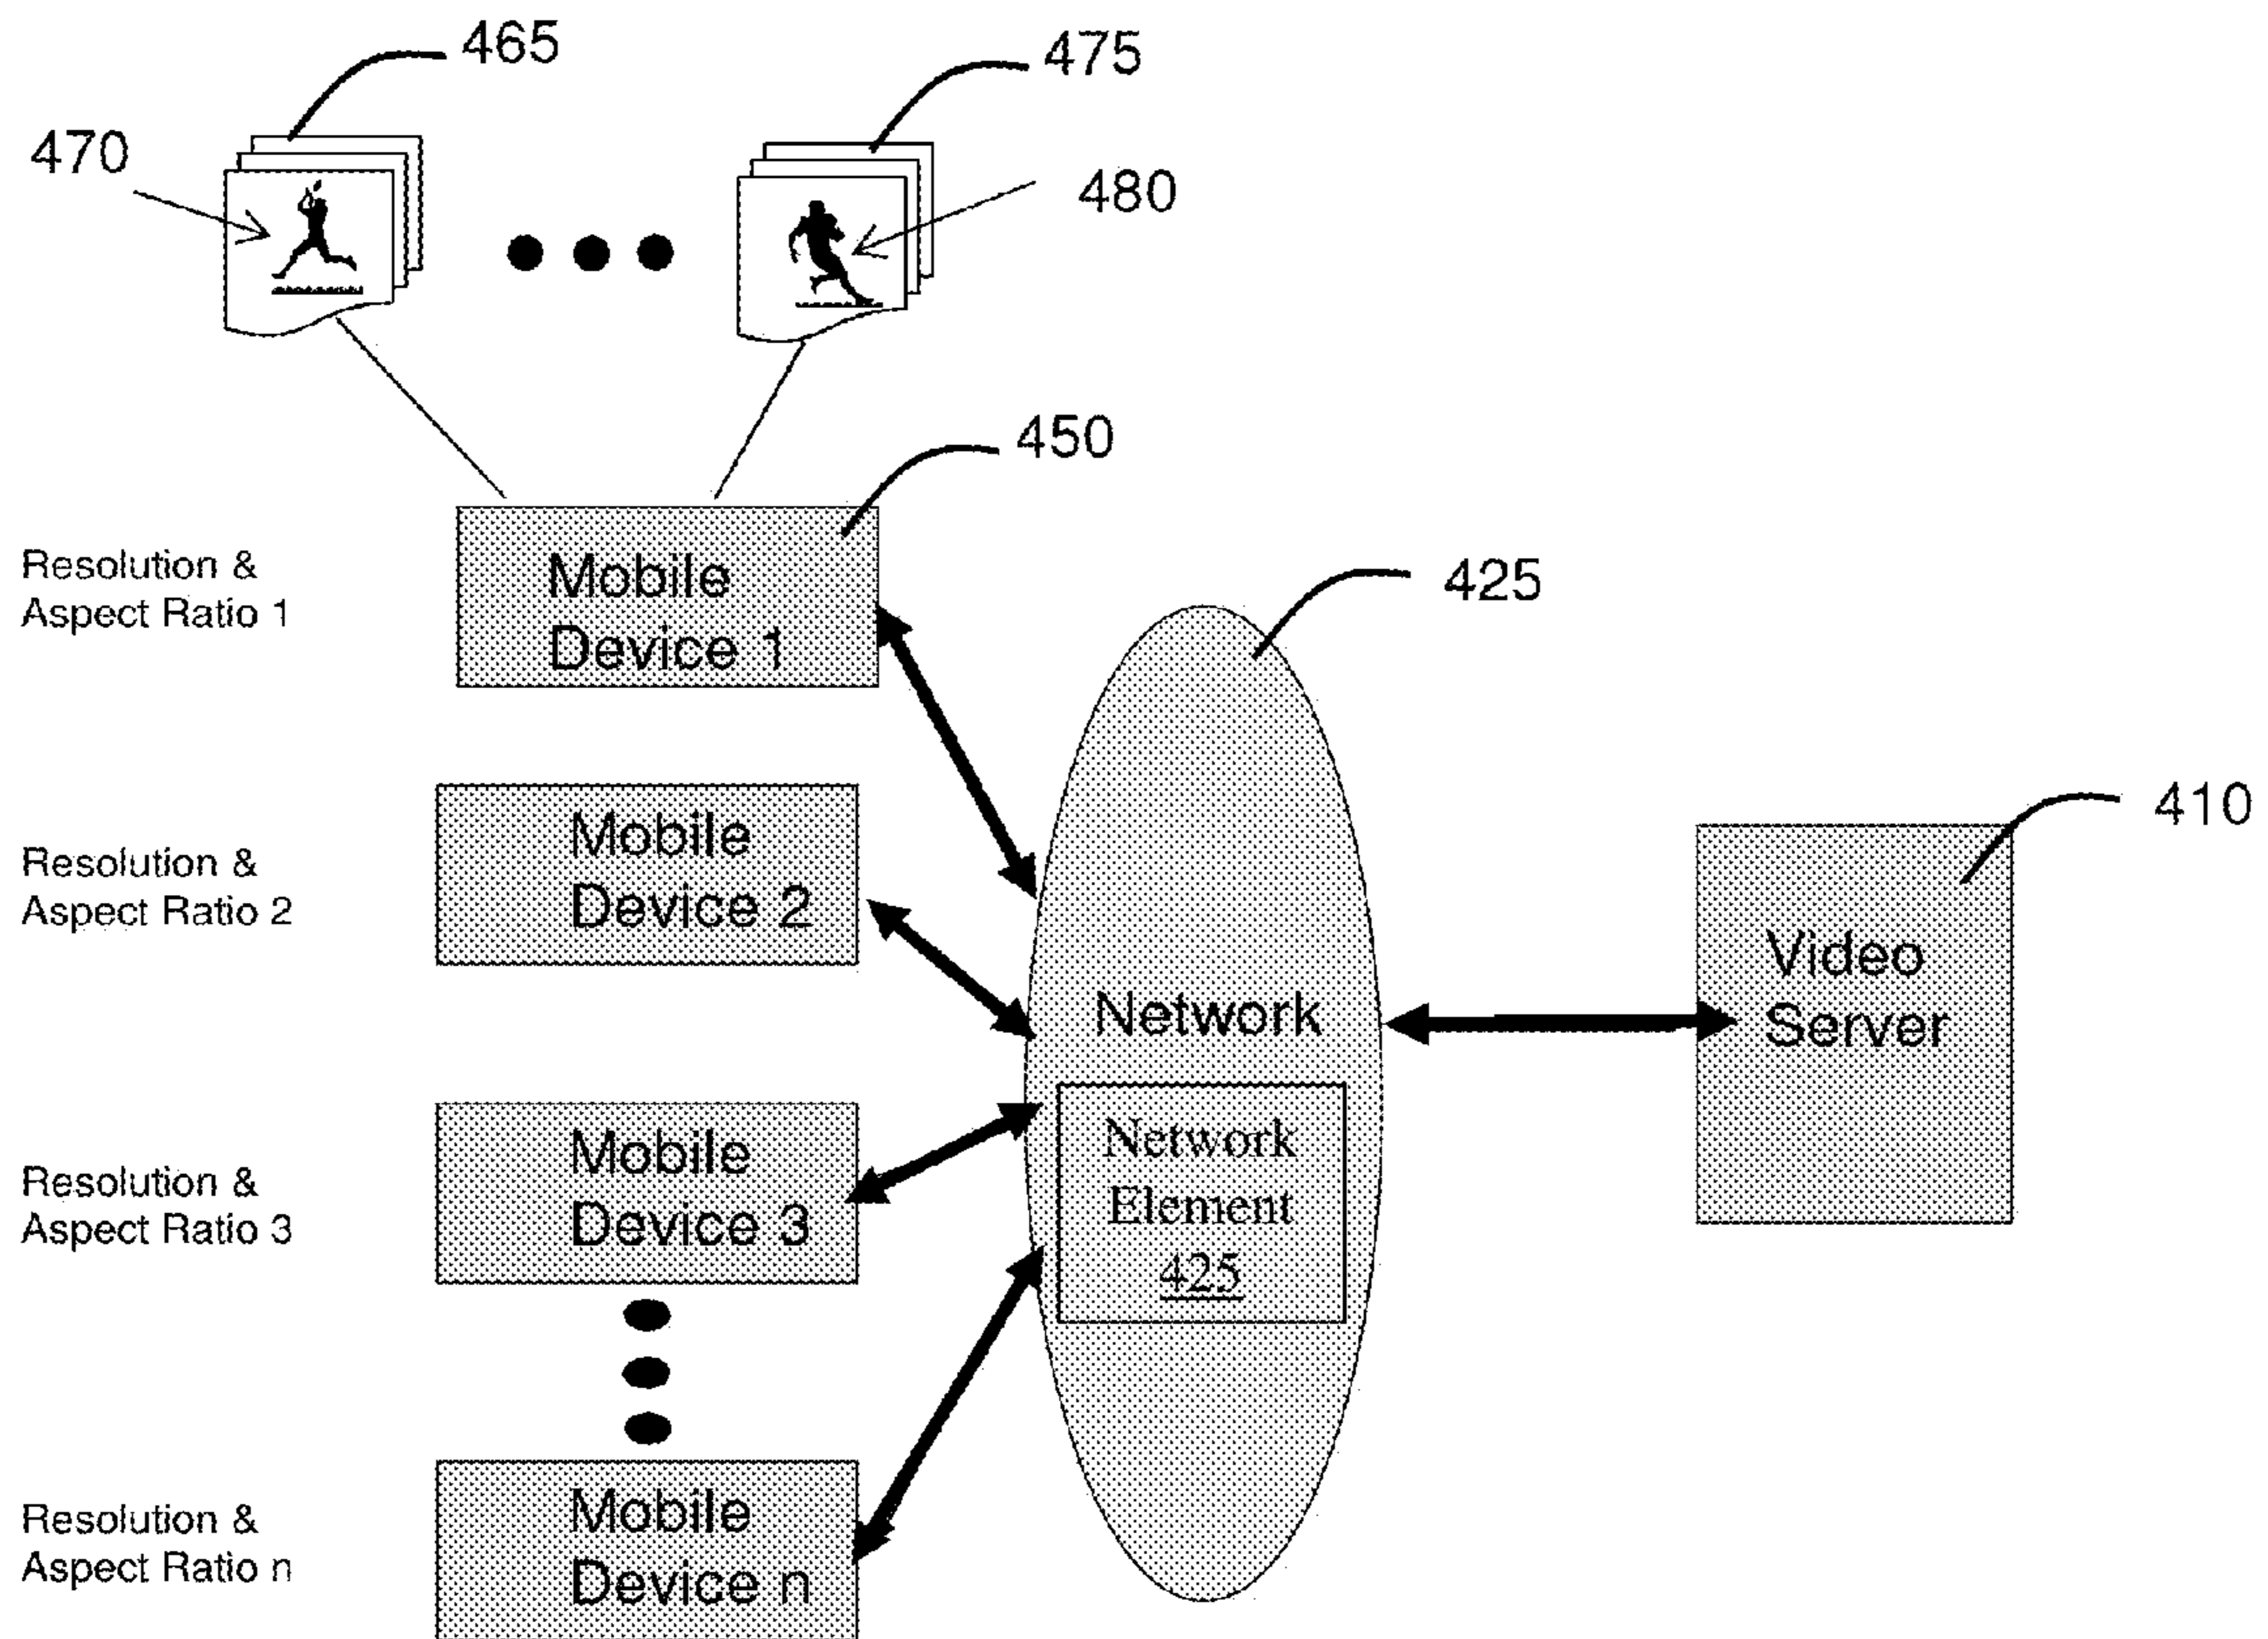 465
475
470
480
450
Resolution &
Aspect Ratio 1
Mobile
Device 1
425
Resolution &
Aspect Ratio 2
Mobile
Device 2
410
Network
Video
Server
Resolution &
Aspect Ratio 3
Mobile
Device 3
Network
Element
425
Resolution &
Aspect Ratio n
Mobile
Device n